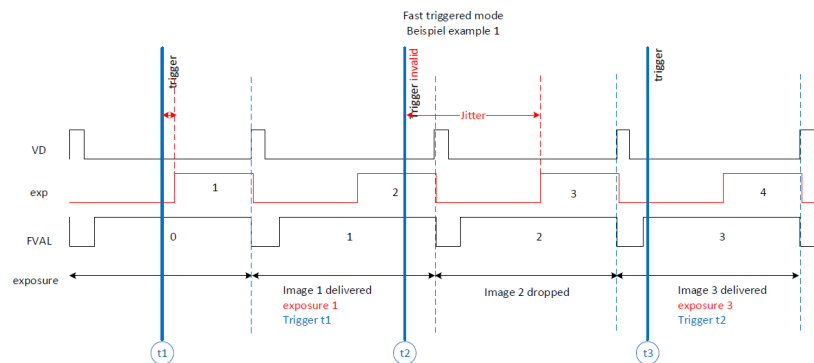 Fast triggered mode
Beispiel example 1
trigger
Trigger invalid
trigger
Jitter
VD
exp
1
2
3
4
FVAL
0
1
2
3
exposure
Image 1 delivered
exposure 1
Trigger t1
Image 2 dropped
Image 3 delivered
exposure 3
Trigger t2
t1
t2
t3